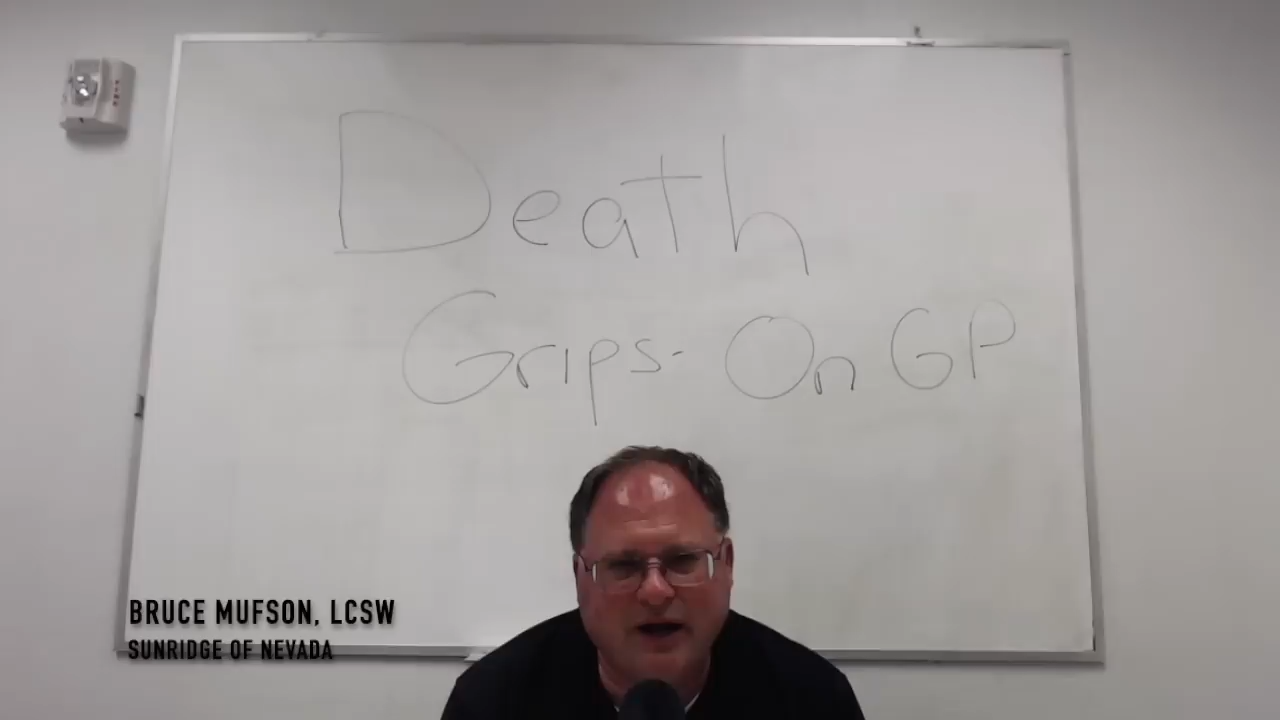 Death
Grips- On GP
BRUCE MUFSON, LCSW
SUNRIDGE OF NEVADA